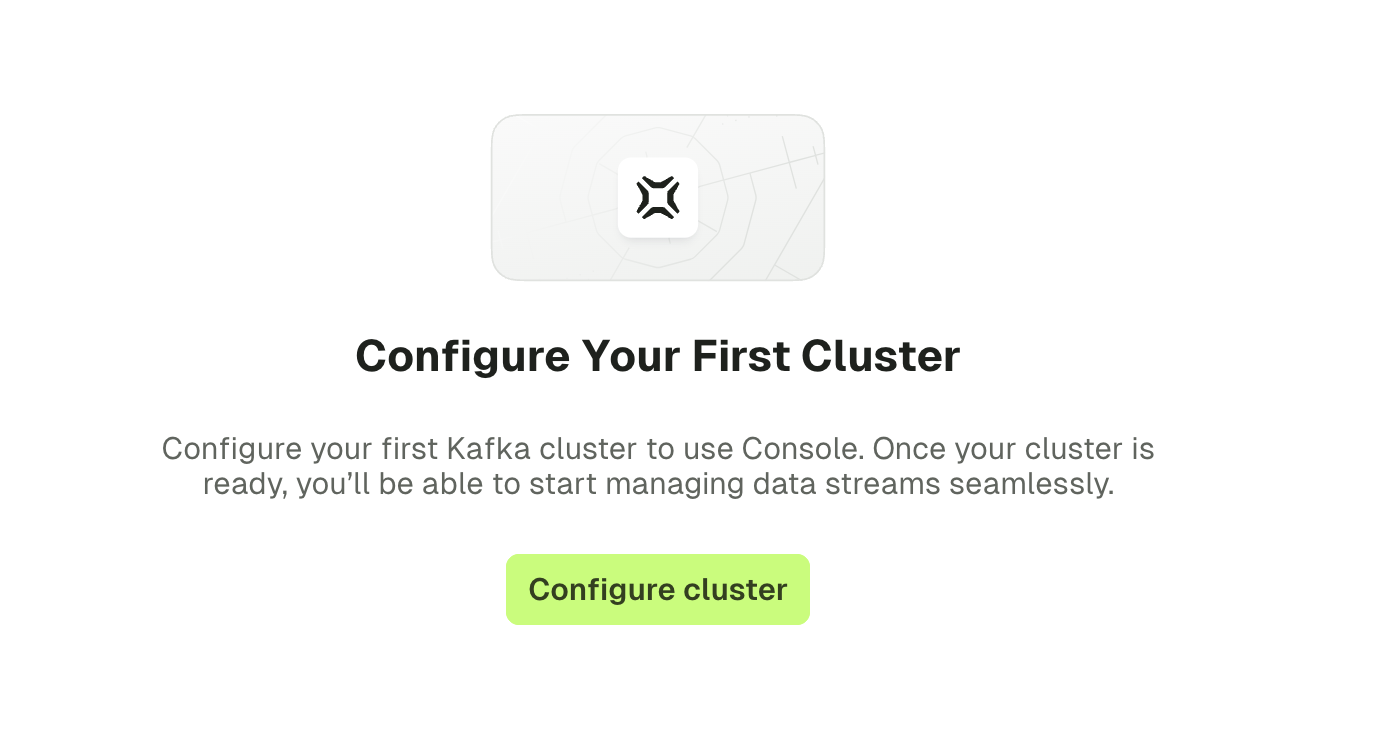 Configure Your First Cluster
Configure your first Kafka cluster to use Console. Once your cluster is
ready, you’ll be able to start managing data streams seamlessly.
Configure cluster